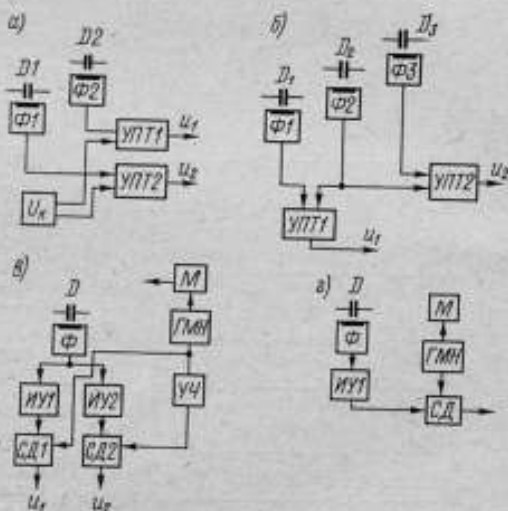 а)
D1
D2
Ф1
Ф2
УПТ1
u₁
УПТ2
u₂
Uк
б)
D₁
D₂
D₃
Ф1
Ф2
Ф3
УПТ1
u₁
УПТ2
u₂
в)
D
Ф
М
ГМН
ИУ1
ИУ2
УЧ
СД1
СД2
u₁
u₂
г)
D
Ф
М
ГМН
ИУ1
СД